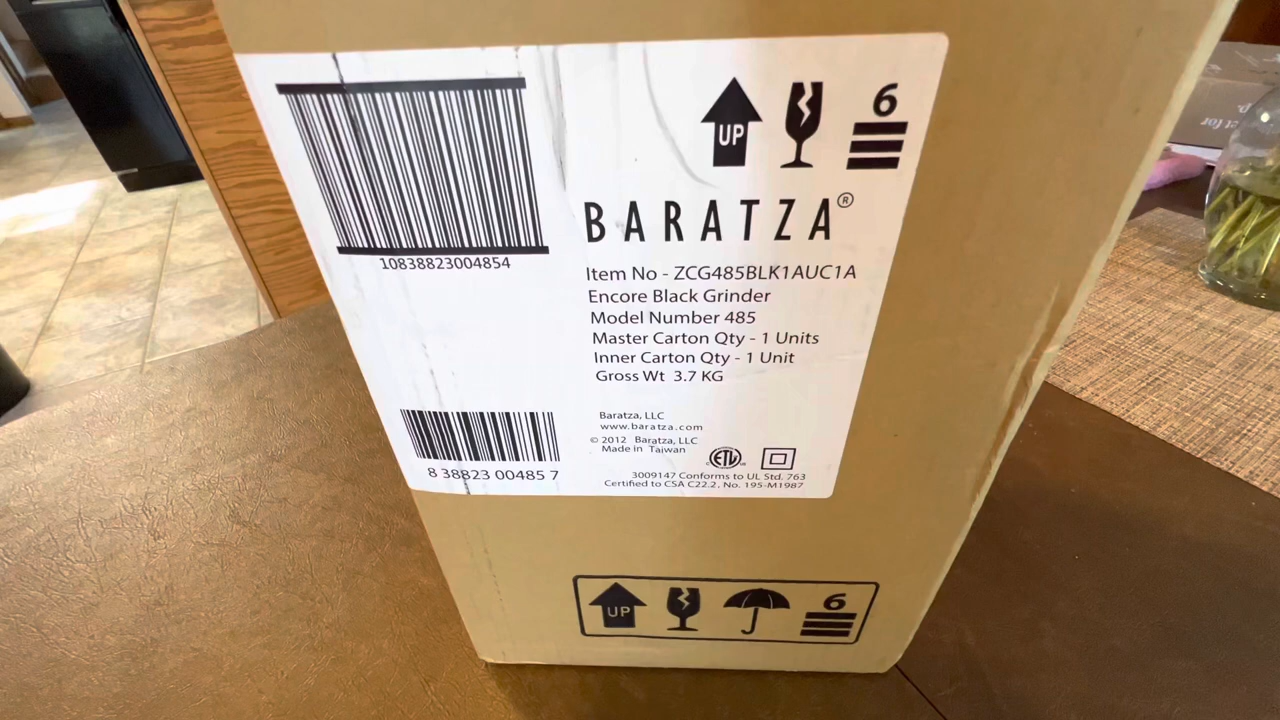 10838823004854
UP
6
BARATZA®
Item No - ZCG485BLK1AUC1A
Encore Black Grinder
Model Number 485
Master Carton Qty - 1 Units
Inner Carton Qty - 1 Unit
Gross Wt 3.7 KG
Baratza, LLC
www.baratza.com
© 2012 Baratza, LLC
Made in Taiwan
C ETL US
3009147 Conforms to UL Std. 763
Certified to CSA C22.2. No. 195-M1987
8 38823 00485 7
UP
6